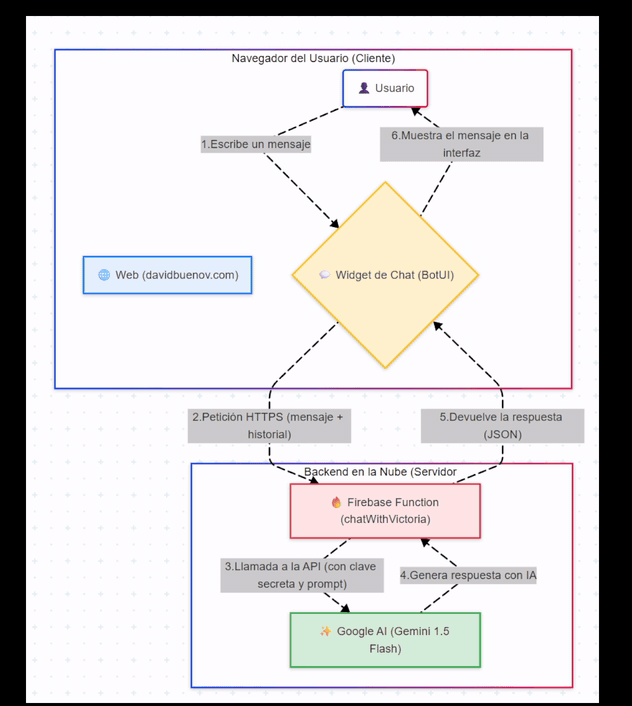 Navegador del Usuario (Cliente)
Usuario
1.Escribe un mensaje
6.Muestra el mensaje en la
interfaz
Web (davidbuenov.com)
Widget de Chat (BotUI)
2.Petición HTTPS (mensaje +
historial)
5.Devuelve la respuesta
(JSON)
Backend en la Nube (Servidor
Firebase Function
(chatWithVictoria)
3.Llamada a la API (con clave
secreta y prompt)
4.Genera respuesta con IA
Google AI (Gemini 1.5
Flash)